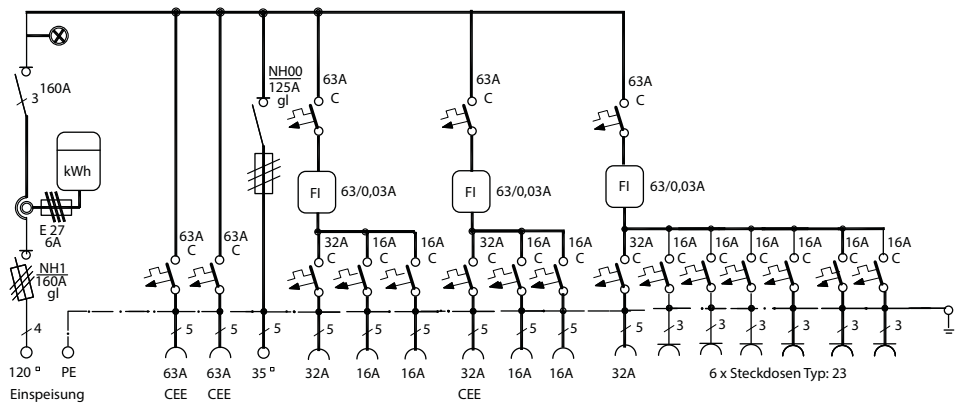 160A
3
kWh
E 27
6A
NH1
160A
gl
4
120 ¤
PE
Einspeisung
63A
C
5
63A
CEE
63A
C
5
63A
CEE
NH00
125A
gl
35 ¤
63A
C
FI
63/0,03A
32A
C
16A
C
16A
C
5
5
5
32A
16A
16A
63A
C
FI
63/0,03A
32A
C
16A
C
16A
C
5
5
5
32A
CEE
16A
16A
63A
C
FI
63/0,03A
32A
C
16A
C
16A
C
16A
C
16A
C
16A
C
16A
C
5
3
3
3
3
3
3
32A
6 x Steckdosen Typ: 23